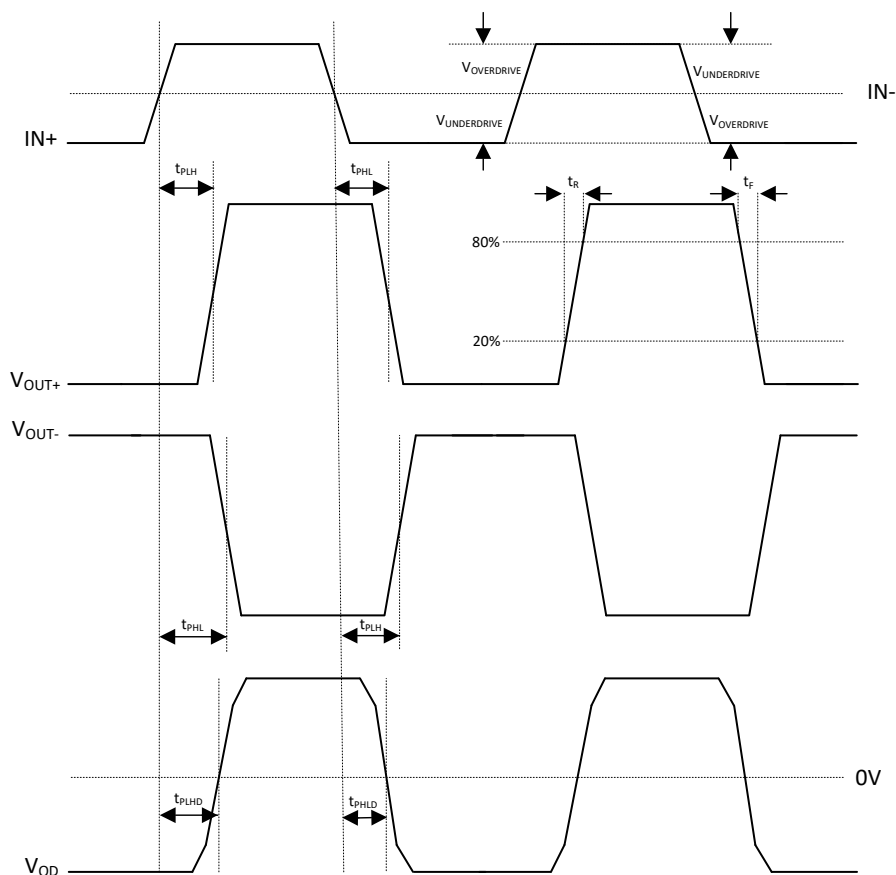 VOVERDRIVE
VUNDERDRIVE
IN-
VUNDERDRIVE
VOVERDRIVE
IN+
tPLH
tPHL
tR
tF
80%
20%
VOUT+
VOUT-
tPHL
tPLH
0V
tPLHD
tPHLD
VOD